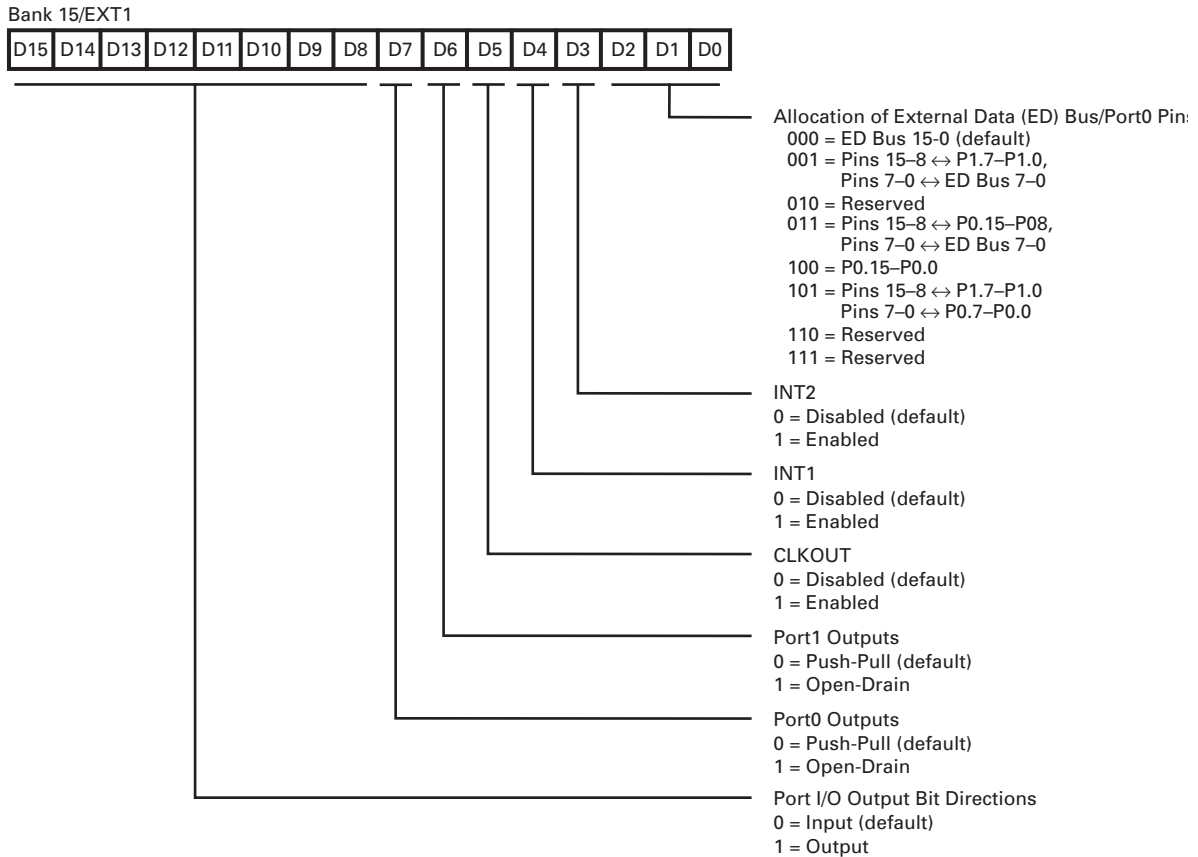 Bank 15/EXT1
D15 D14 D13 D12 D11 D10 D9 D8 D7 D6 D5 D4 D3 D2 D1 D0
Allocation of External Data (ED) Bus/Port0 Pins
000 = ED Bus 15-0 (default)
001 = Pins 15–8 ↔ P1.7–P1.0,
Pins 7–0 ↔ ED Bus 7–0
010 = Reserved
011 = Pins 15–8 ↔ P0.15–P08,
Pins 7–0 ↔ ED Bus 7–0
100 = P0.15–P0.0
101 = Pins 15–8 ↔ P1.7–P1.0
Pins 7–0 ↔ P0.7–P0.0
110 = Reserved
111 = Reserved
INT2
0 = Disabled (default)
1 = Enabled
INT1
0 = Disabled (default)
1 = Enabled
CLKOUT
0 = Disabled (default)
1 = Enabled
Port1 Outputs
0 = Push-Pull (default)
1 = Open-Drain
Port0 Outputs
0 = Push-Pull (default)
1 = Open-Drain
Port I/O Output Bit Directions
0 = Input (default)
1 = Output